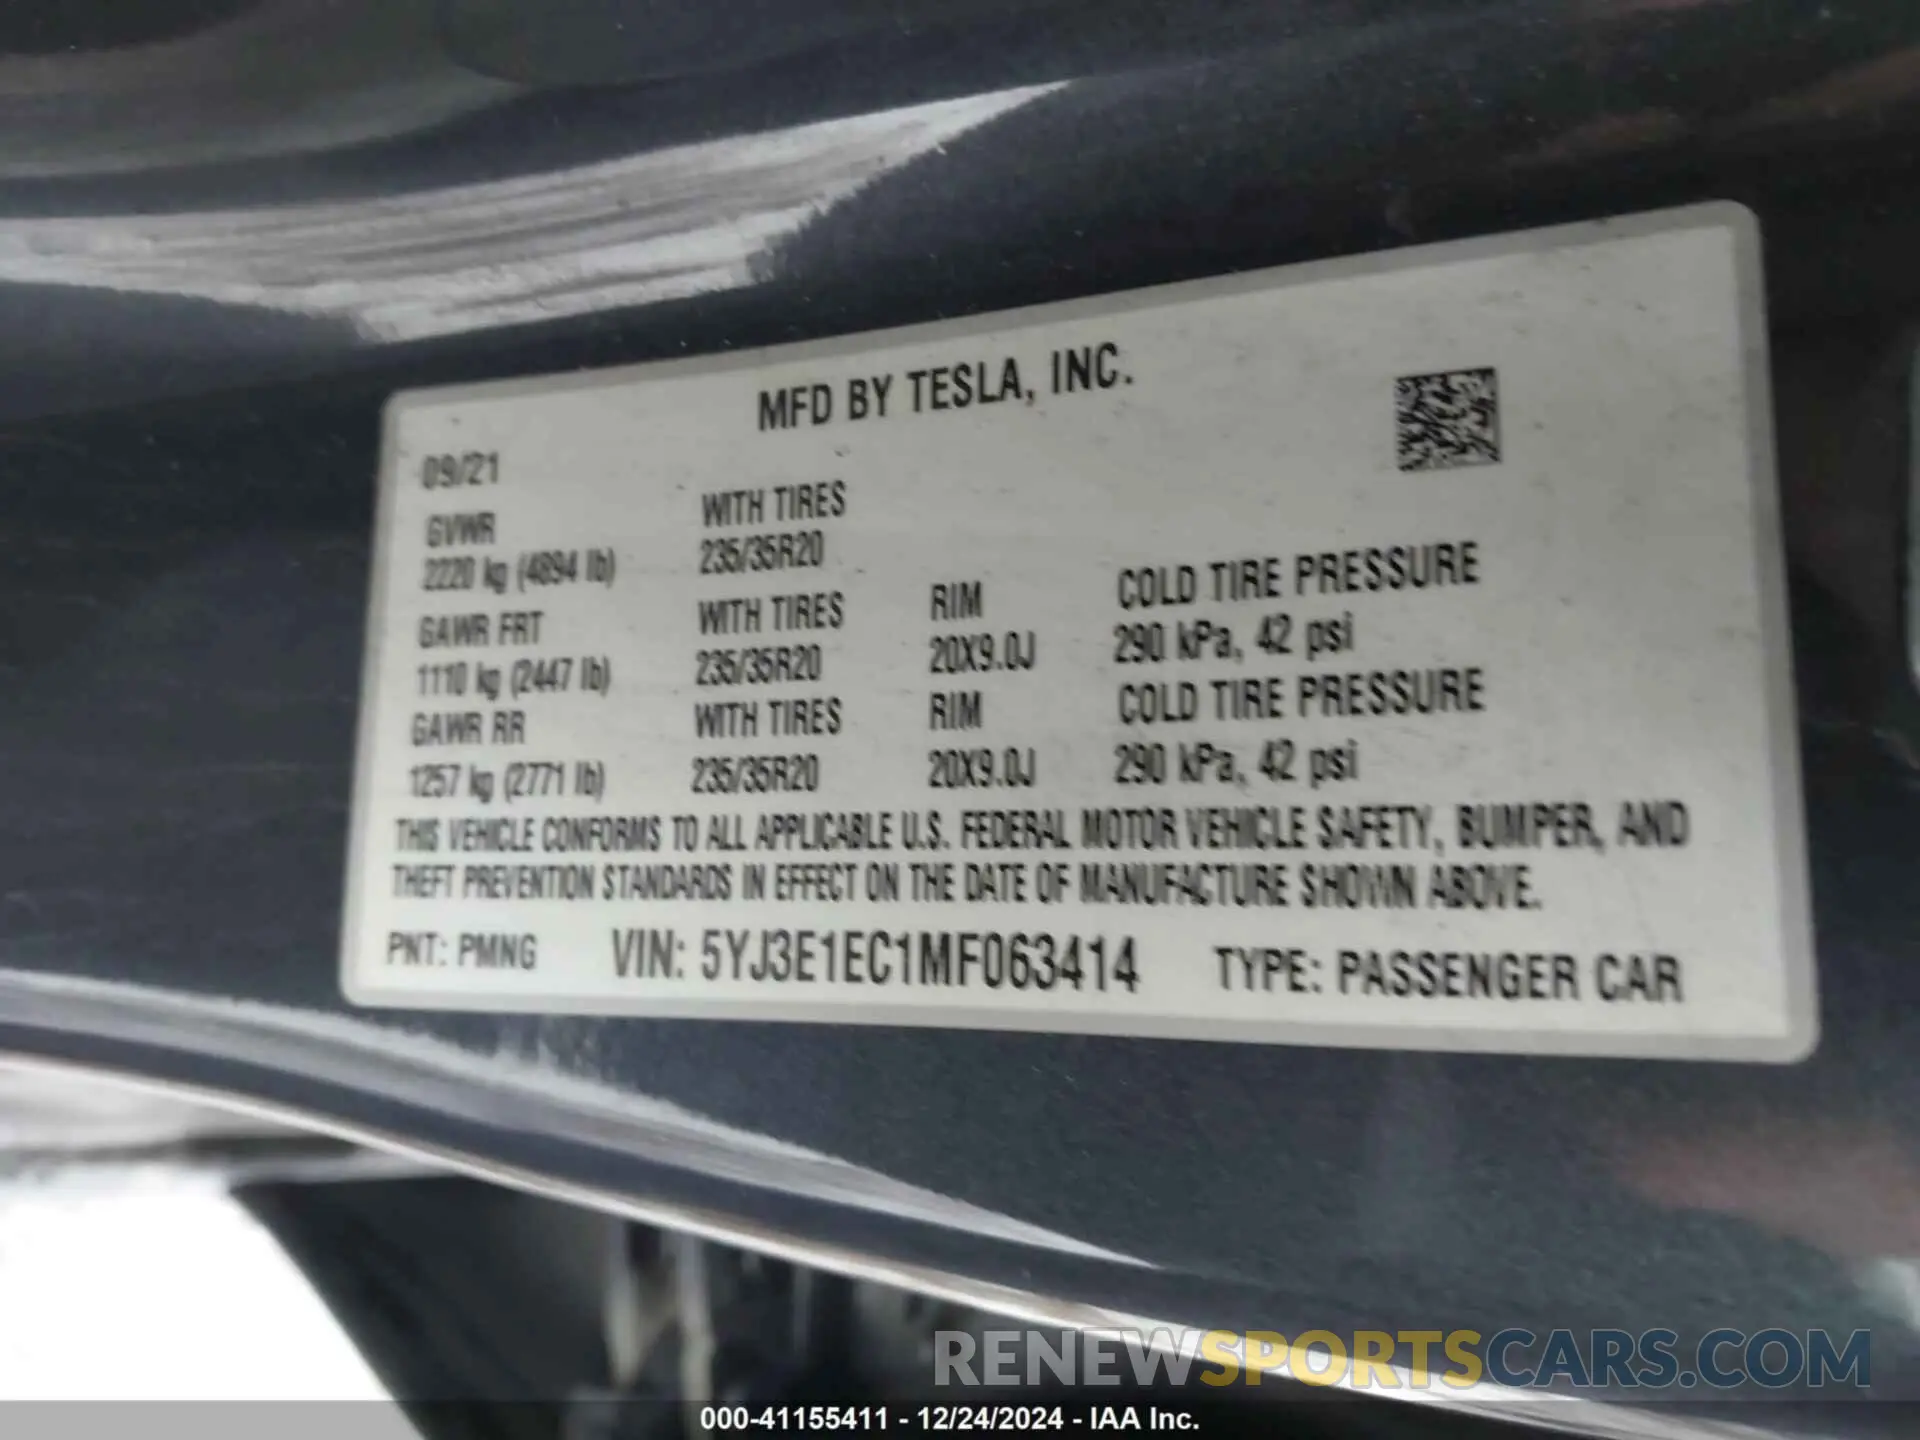 MFD BY TESLA, INC.
09/21
GVWR WITH TIRES
2220 kg (4894 lb) 235/35R20
GAWR FRT WITH TIRES RIM COLD TIRE PRESSURE
1110 kg (2447 lb) 235/35R20 20X9.0J 290 kPa, 42 psi
GAWR RR WITH TIRES RIM COLD TIRE PRESSURE
1257 kg (2771 lb) 235/35R20 20X9.0J 290 kPa, 42 psi
THIS VEHICLE CONFORMS TO ALL APPLICABLE U.S. FEDERAL MOTOR VEHICLE SAFETY, BUMPER, AND
THEFT PREVENTION STANDARDS IN EFFECT ON THE DATE OF MANUFACTURE SHOWN ABOVE.
PNT: PMNG VIN: 5YJ3E1EC1MF063414 TYPE: PASSENGER CAR
RENEWSPORTSCARS.COM
000-41155411 - 12/24/2024 - IAA Inc.